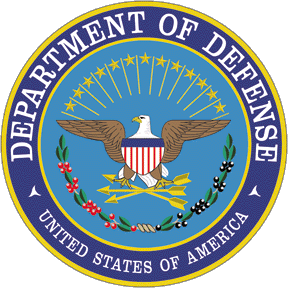 DEPARTMENT OF DEFENSE
UNITED STATES OF AMERICA